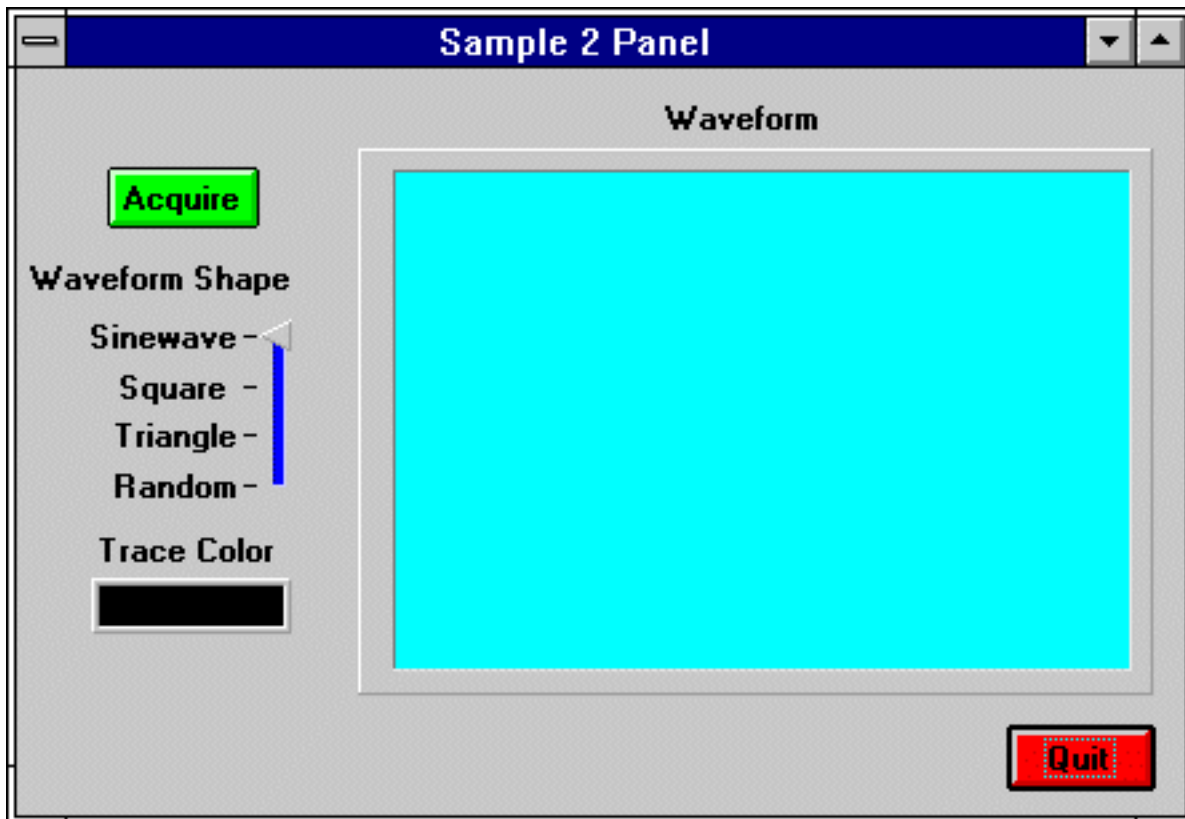 Sample 2 Panel
Waveform
Acquire
Waveform Shape
Sinewave
Square
Triangle
Random
Trace Color
Quit